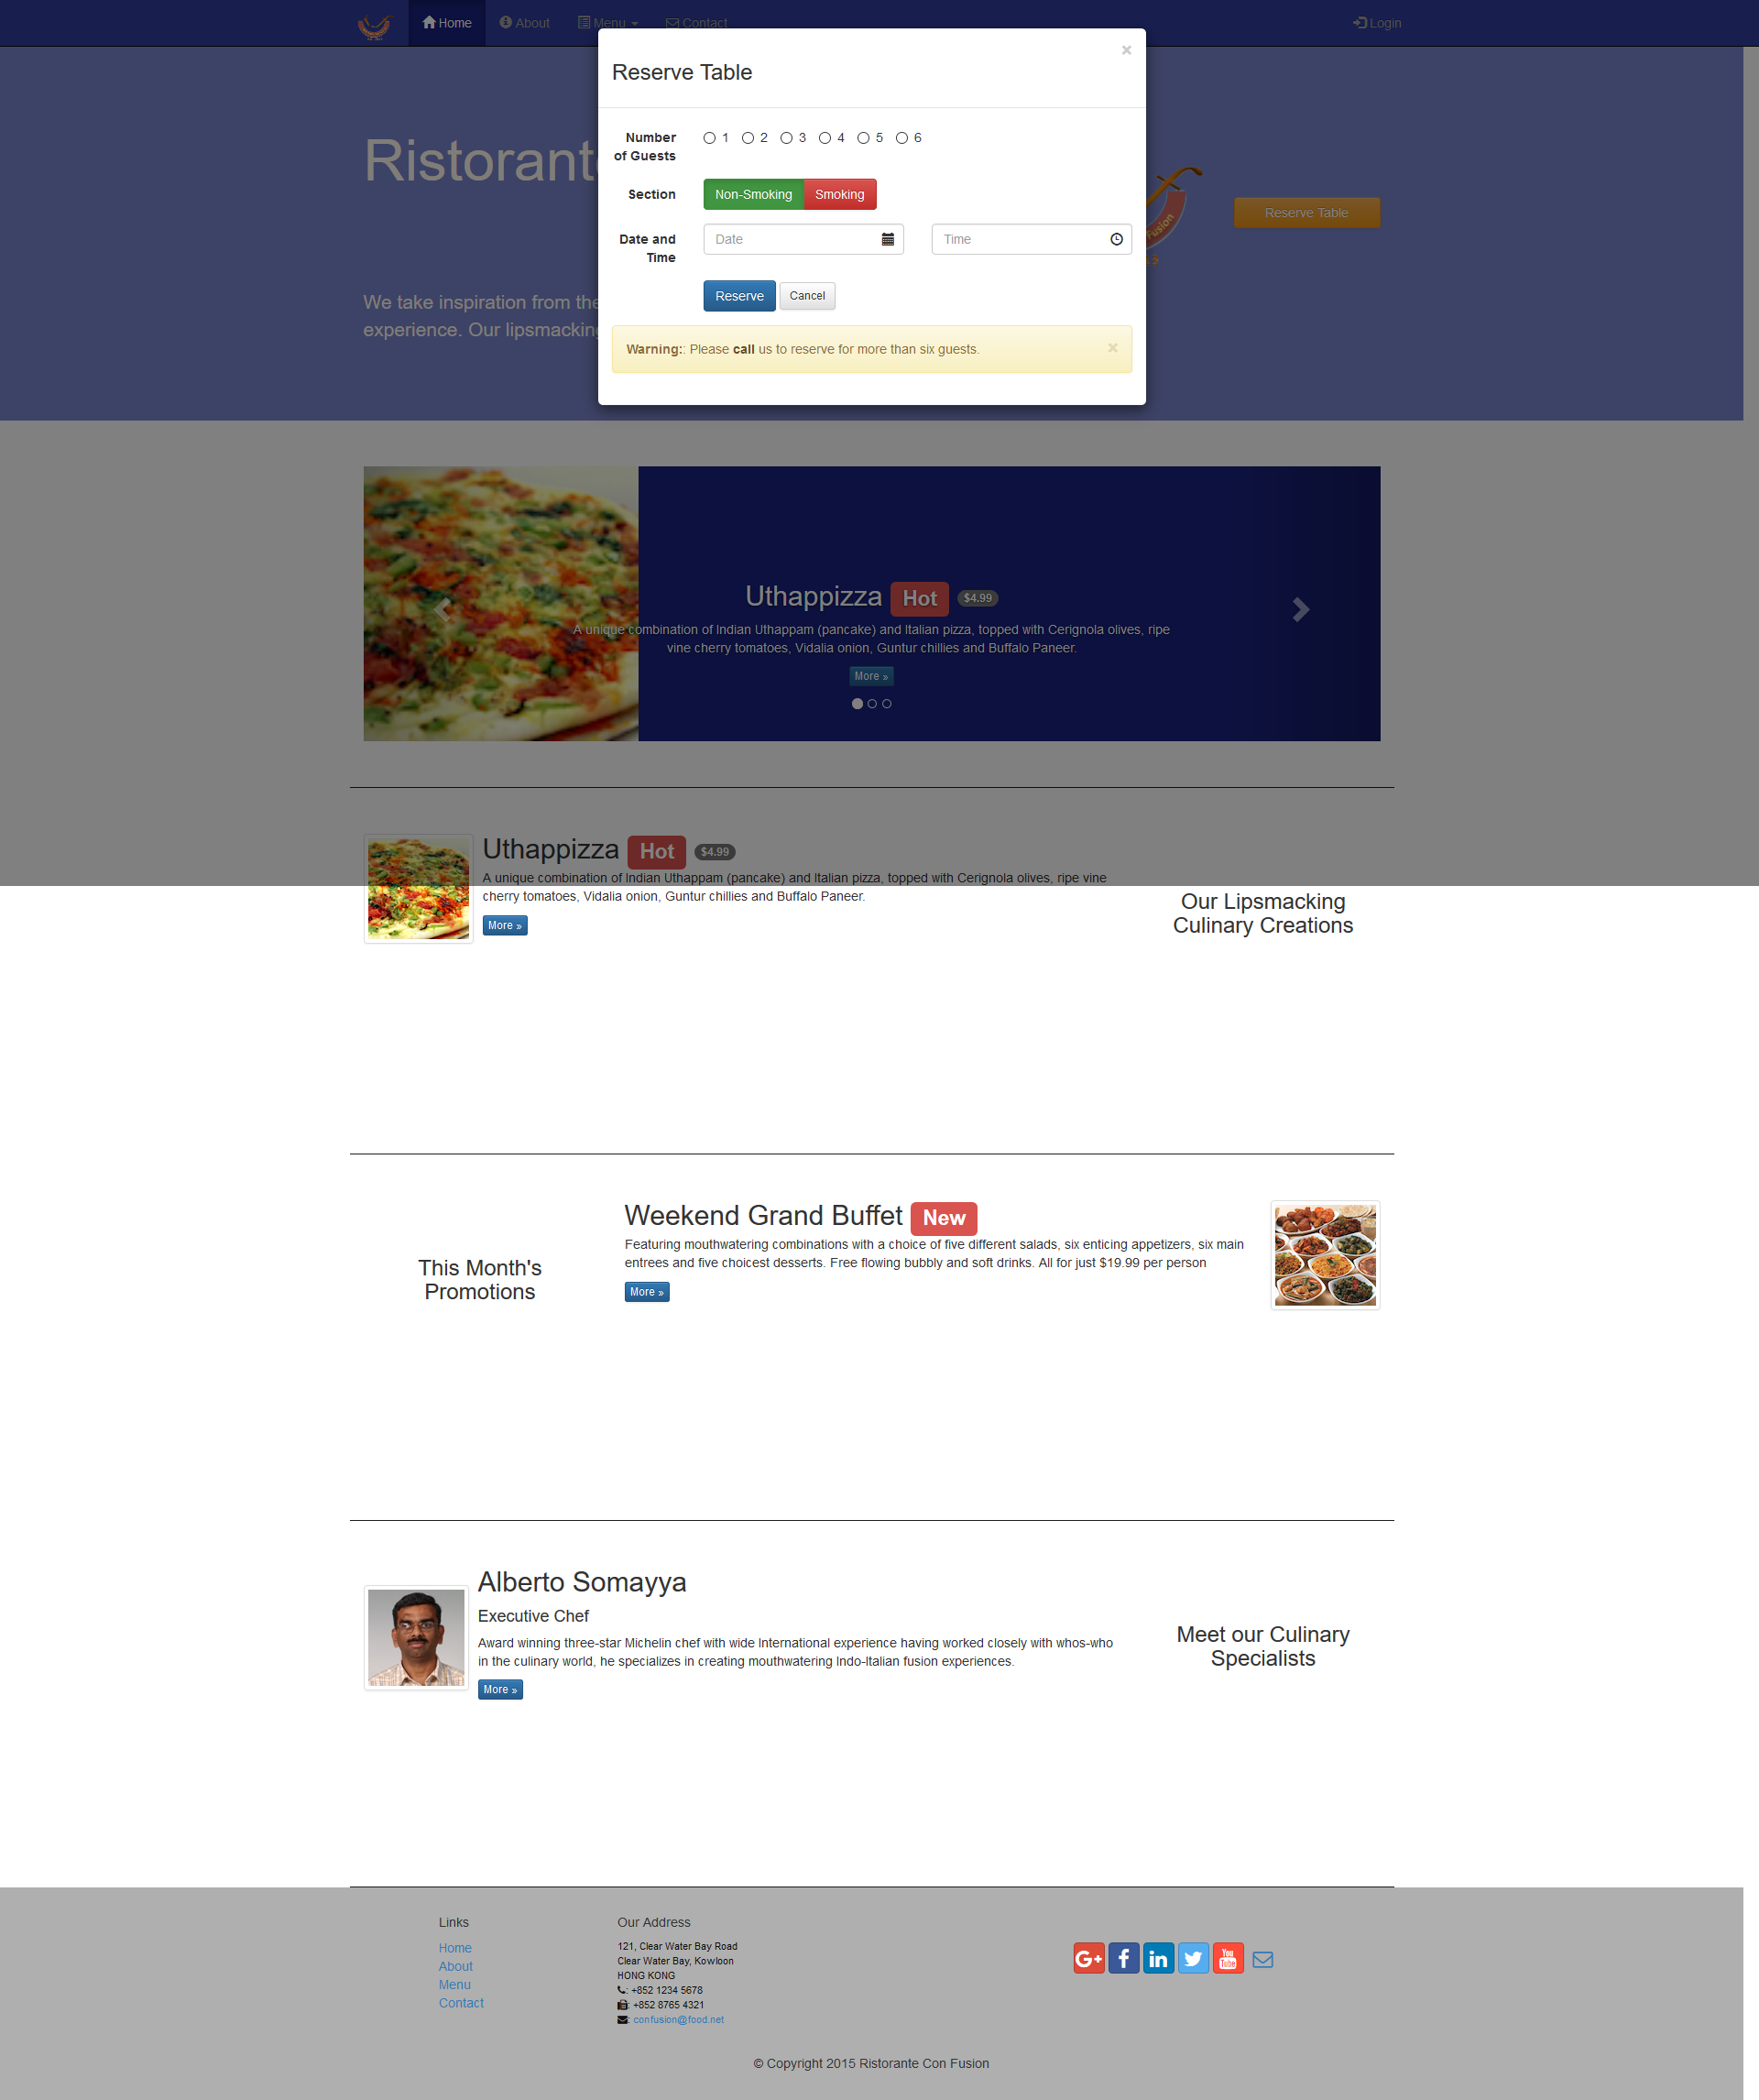 Home About Menu Contact Login
×
Reserve Table
Number of Guests
1 2 3 4 5 6
Section
Non-Smoking Smoking
Date and Time
Date
Time
Reserve Cancel
Warning:: Please call us to reserve for more than six guests. ×
Fusion
Reserve Table
We take inspiration from the
experience. Our lipsmacking
Uthappizza Hot $4.99
A unique combination of Indian Uthappam (pancake) and Italian pizza, topped with Cerignola olives, ripe
vine cherry tomatoes, Vidalia onion, Guntur chillies and Buffalo Paneer.
More »
Uthappizza Hot $4.99
A unique combination of Indian Uthappam (pancake) and Italian pizza, topped with Cerignola olives, ripe vine
cherry tomatoes, Vidalia onion, Guntur chillies and Buffalo Paneer.
More »
Our Lipsmacking
Culinary Creations
This Month's
Promotions
Weekend Grand Buffet New
Featuring mouthwatering combinations with a choice of five different salads, six enticing appetizers, six main
entrees and five choicest desserts. Free flowing bubbly and soft drinks. All for just $19.99 per person
More »
Alberto Somayya
Executive Chef
Award winning three-star Michelin chef with wide International experience having worked closely with whos-who
in the culinary world, he specializes in creating mouthwatering Indo-Italian fusion experiences.
More »
Meet our Culinary
Specialists
Links
Home
About
Menu
Contact
Our Address
121, Clear Water Bay Road
Clear Water Bay, Kowloon
HONG KONG
: +852 1234 5678
: +852 8765 4321
: confusion@food.net
G+ f in You Tube
© Copyright 2015 Ristorante Con Fusion